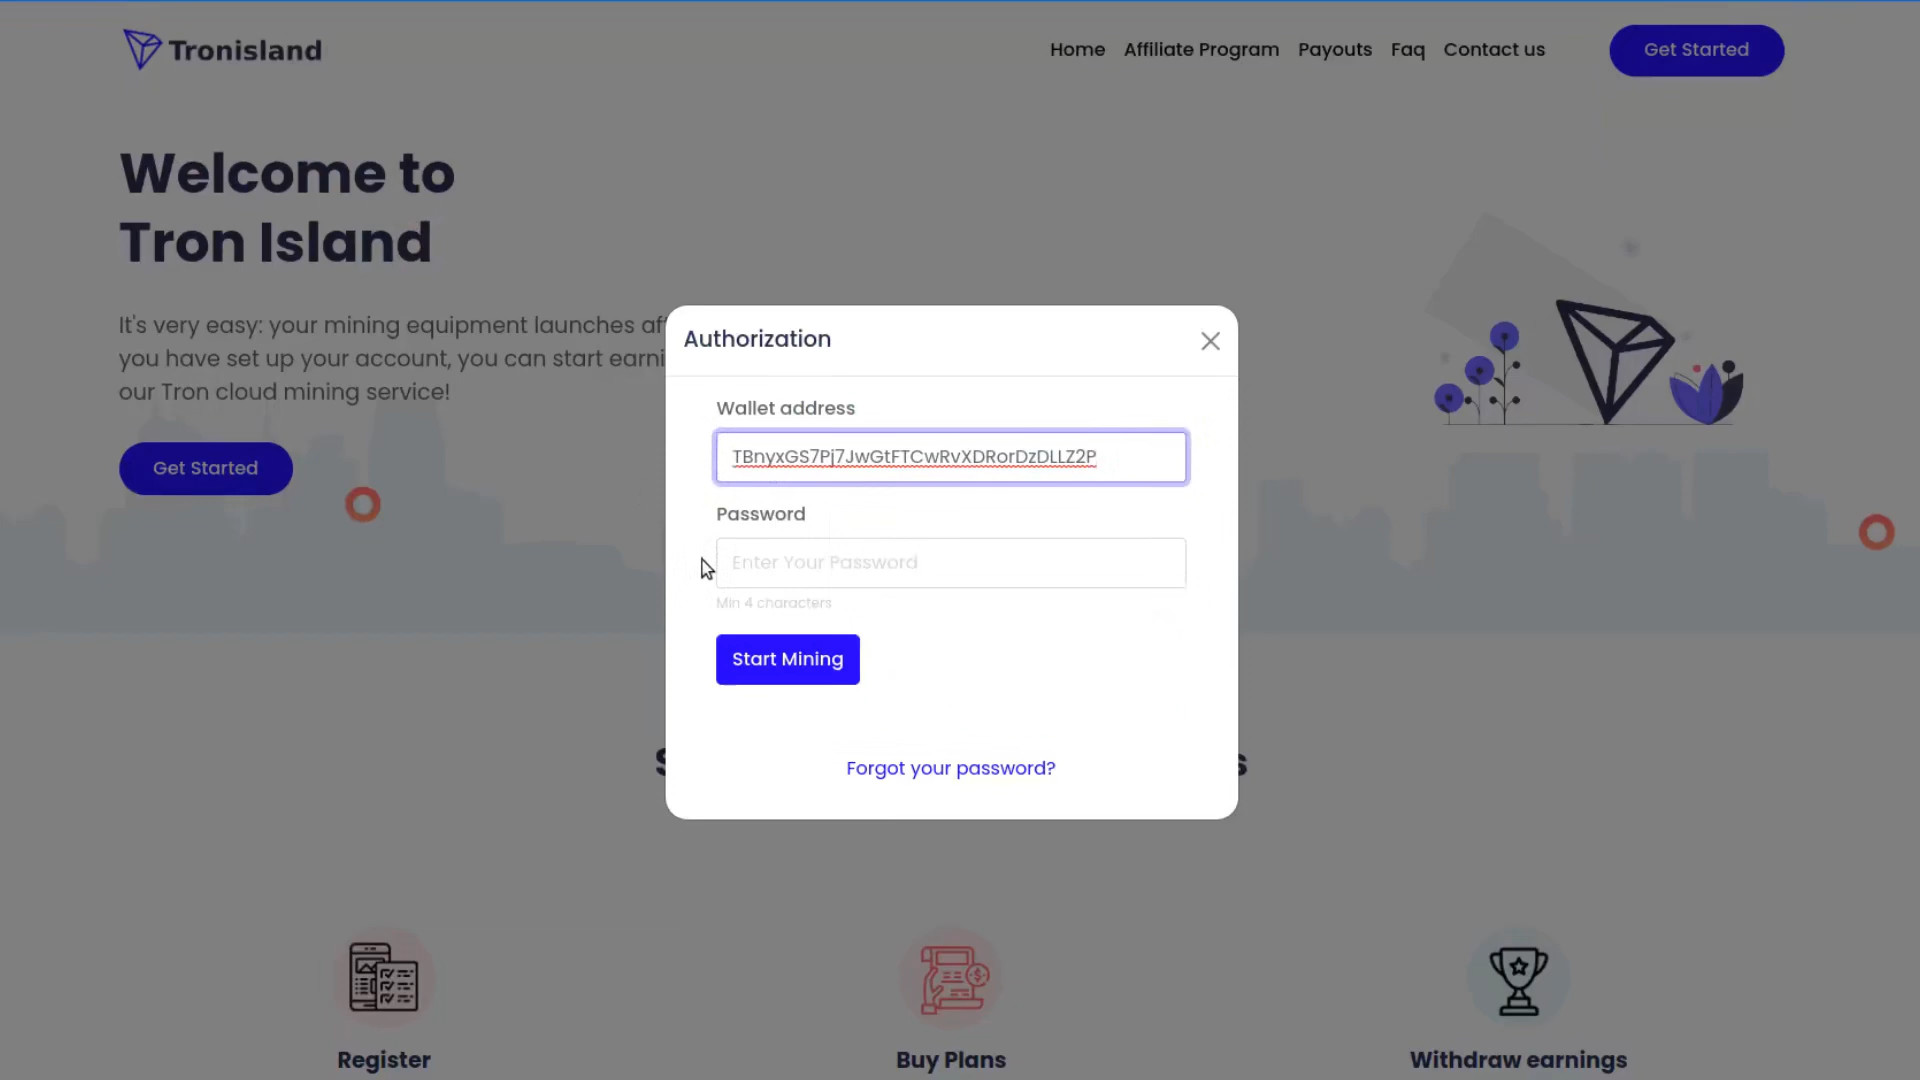 Tronisland
Home Affiliate Program Payouts Faq Contact us Get Started
Welcome to
Tron Island
It's very easy: your mining equipment launches
you have set up your account, you can start
our Tron cloud mining service!
Get Started
Authorization
Wallet address
TBnyxGS7Pj7JwGtFTCwRvXDRorDzDLLZ2P
Password
Enter Your Password
Min 4 characters
Start Mining
Forgot your password?
Register Buy Plans Withdraw earnings